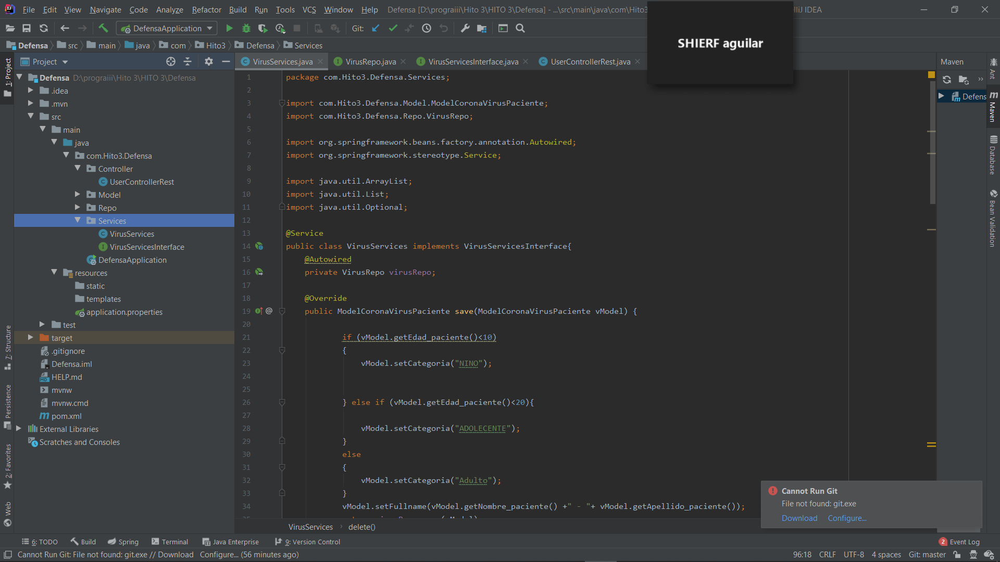 File Edit View Navigate Code Analyze Refactor Build Run Tools VCS Window Help Defensa [D:\prograiii\Hito 3\HITO 3\Defensa] - ...\src\main\java\com\Hito3 IDEA
SHIERF aguilar
DefensaApplication Git:
Defensa src main java com Hito3 Defensa Services
Project
VirusServices.java VirusRepo.java VirusServicesInterface.java UserControllerRest.java
Maven
1: Project
Defensa D:\prograiii\Hito 3\HITO 3\Defensa
.idea
.mvn
src
main
java
com.Hito3.Defensa
Controller
UserControllerRest
Model
Repo
Services
VirusServices
VirusServicesInterface
DefensaApplication
resources
static
templates
application.properties
test
target
.gitignore
Defensa.iml
HELP.md
mvnw
mvnw.cmd
pom.xml
External Libraries
Scratches and Consoles
7: Structure
Persistence
2: Favorites
Web
1 package com.Hito3.Defensa.Services;
2
3 import com.Hito3.Defensa.Model.ModelCoronaVirusPaciente;
4 import com.Hito3.Defensa.Repo.VirusRepo;
5
6 import org.springframework.beans.factory.annotation.Autowired;
7 import org.springframework.stereotype.Service;
8
9 import java.util.ArrayList;
10 import java.util.List;
11 import java.util.Optional;
12
13 @Service
14 public class VirusServices implements VirusServicesInterface{
15 @Autowired
16 private VirusRepo virusRepo;
17
18 @Override
19 @ public ModelCoronaVirusPaciente save(ModelCoronaVirusPaciente vModel) {
20
21 if (vModel.getEdad_paciente()<10)
22 {
23 vModel.setCategoria("NINO");
24
25
26 } else if (vModel.getEdad_paciente()<20){
27
28 vModel.setCategoria("ADOLECENTE");
29 }
30 else
31 {
32 vModel.setCategoria("Adulto");
33 }
34 vModel.setFullname(vModel.getNombre_paciente() +" - "+ vModel.getApellido_paciente());
VirusServices › delete()
Defens
Ant
Maven
Database
Bean Validation
Cannot Run Git
File not found: git.exe
Download Configure...
6: TODO Build Spring Terminal Java Enterprise 9: Version Control 2 Event Log
Cannot Run Git: File not found: git.exe // Download Configure... (56 minutes ago) 96:18 CRLF UTF-8 4 spaces Git: master